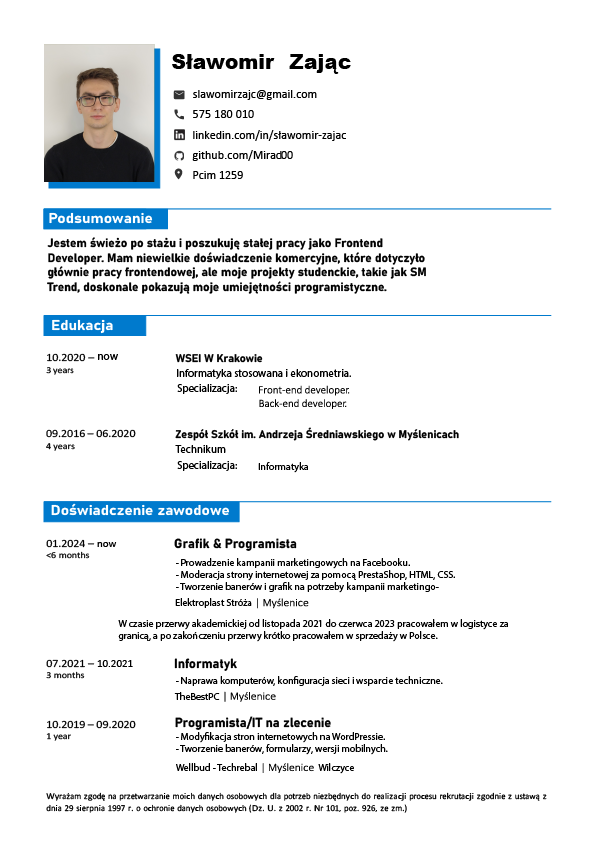 Sławomir Zając
slawomirzajc@gmail.com
575 180 010
linkedin.com/in/sławomir-zajac
github.com/Mirad00
Pcim 1259
Podsumowanie
Jestem świeżo po stażu i poszukuję stałej pracy jako Frontend
Developer. Mam niewielkie doświadczenie komercyjne, które dotyczyło
głównie pracy frontendowej, ale moje projekty studenckie, takie jak SM
Trend, doskonale pokazują moje umiejętności programistyczne.
Edukacja
10.2020 – now
3 years
WSEI W Krakowie
Informatyka stosowana i ekonometria.
Specjalizacja: Front-end developer.
Back-end developer.
09.2016 – 06.2020
4 years
Zespół Szkół im. Andrzeja Średniawskiego w Myślenicach
Technikum
Specjalizacja: Informatyka
Doświadczenie zawodowe
01.2024 – now
<6 months
Grafik & Programista
- Prowadzenie kampanii marketingowych na Facebooku.
- Moderacja strony internetowej za pomocą PrestaShop, HTML, CSS.
- Tworzenie banerów i grafik na potrzeby kampanii marketingo-
Elektroplast Stróża | Myślenice
W czasie przerwy akademickiej od listopada 2021 do czerwca 2023 pracowałem w logistyce za
granicą, a po zakończeniu przerwy krótko pracowałem w sprzedaży w Polsce.
07.2021 – 10.2021
3 months
Informatyk
- Naprawa komputerów, konfiguracja sieci i wsparcie techniczne.
TheBestPC | Myślenice
10.2019 – 09.2020
1 year
Programista/IT na zlecenie
- Modyfikacja stron internetowych na WordPressie.
- Tworzenie banerów, formularzy, wersji mobilnych.
Wellbud - Techrebal | Myślenice Wilczyce
Wyrażam zgodę na przetwarzanie moich danych osobowych dla potrzeb niezbędnych do realizacji procesu rekrutacji zgodnie z ustawą z
dnia 29 sierpnia 1997 r. o ochronie danych osobowych (Dz. U. z 2002 r. Nr 101, poz. 926, ze zm.)